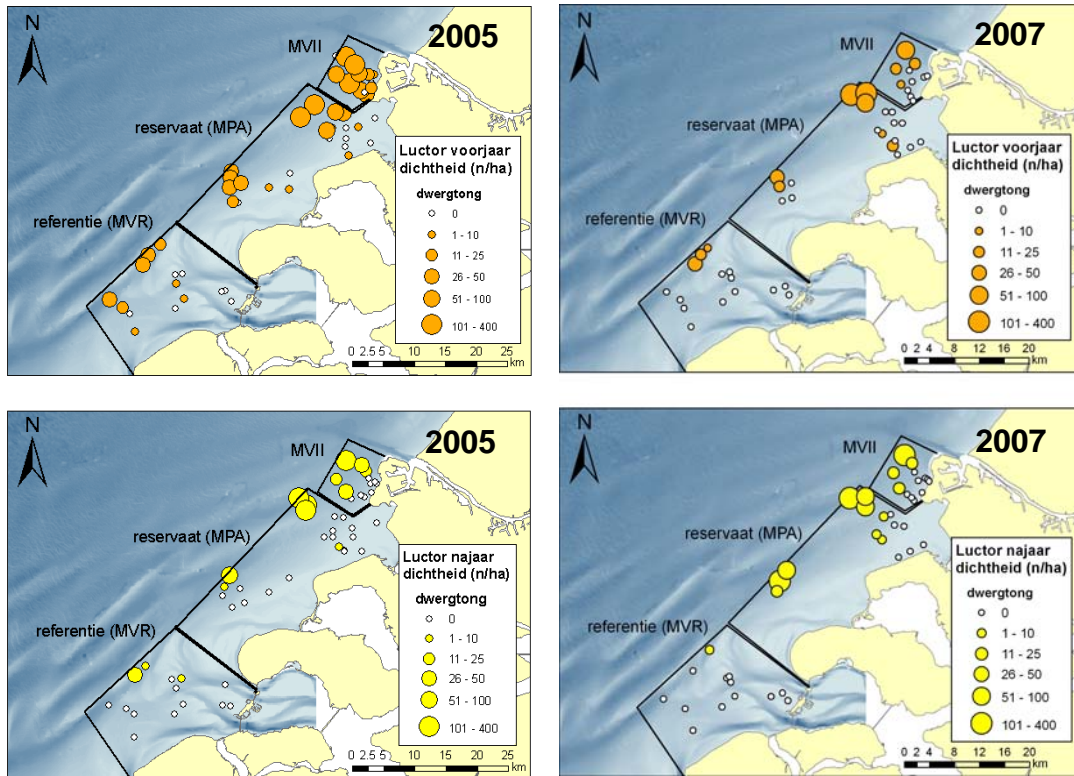 N
2005
MVII
reservaat (MPA)
referentie (MVR)
Luctor voorjaar
dichtheid (n/ha)
dwergtong
0
1 - 10
11 - 25
26 - 50
51 - 100
101 - 400
0 2.5 5 10 15 20 25
km
N
2007
MVII
reservaat (MPA)
referentie (MVR)
Luctor voorjaar
dichtheid (n/ha)
dwergtong
0
1 - 10
11 - 25
26 - 50
51 - 100
101 - 400
0 2 4 8 12 16 20
km
N
2005
MVII
reservaat (MPA)
referentie (MVR)
Luctor najaar
dichtheid (n/ha)
dwergtong
0
1 - 10
11 - 25
26 - 50
51 - 100
101 - 400
0 2.5 5 10 15 20 25
km
N
2007
MVII
reservaat (MPA)
referentie (MVR)
Luctor najaar
dichtheid (n/ha)
dwergtong
0
1 - 10
11 - 25
26 - 50
51 - 100
101 - 400
0 2 4 8 12 16 20
km